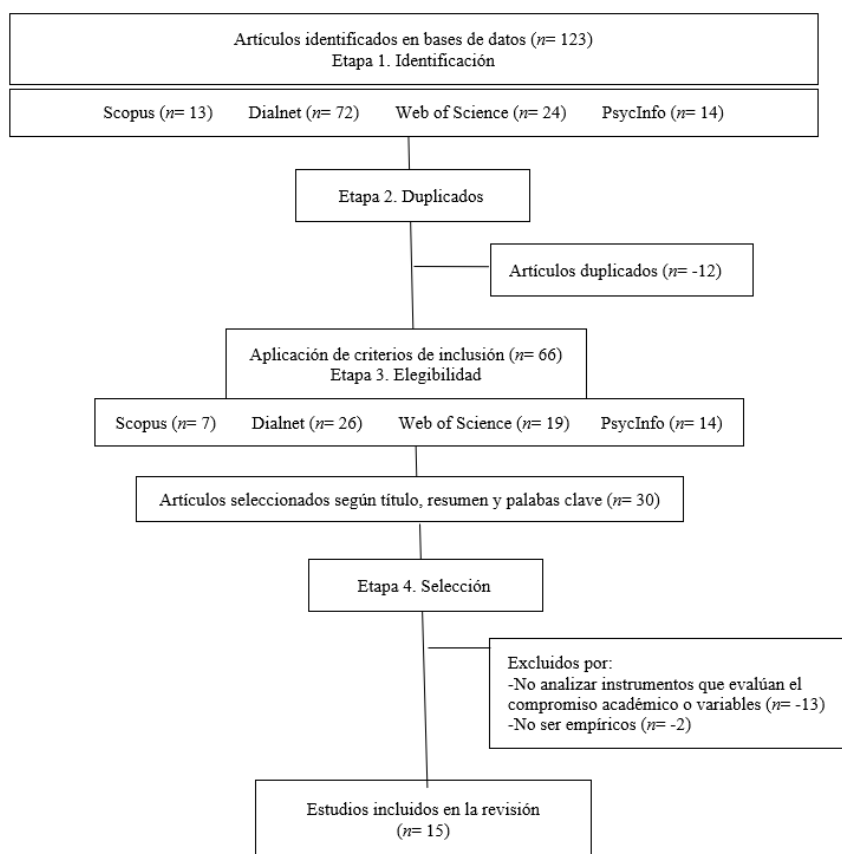 Artículos identificados en bases de datos (n= 123)
Etapa 1. Identificación
Scopus (n= 13) Dialnet (n= 72) Web of Science (n= 24) PsycInfo (n= 14)
Etapa 2. Duplicados
Artículos duplicados (n= -12)
Aplicación de criterios de inclusión (n= 66)
Etapa 3. Elegibilidad
Scopus (n= 7) Dialnet (n= 26) Web of Science (n= 19) PsycInfo (n= 14)
Artículos seleccionados según título, resumen y palabas clave (n= 30)
Etapa 4. Selección
Excluidos por:
-No analizar instrumentos que evalúan el
compromiso académico o variables (n= -13)
-No ser empíricos (n= -2)
Estudios incluidos en la revisión
(n= 15)